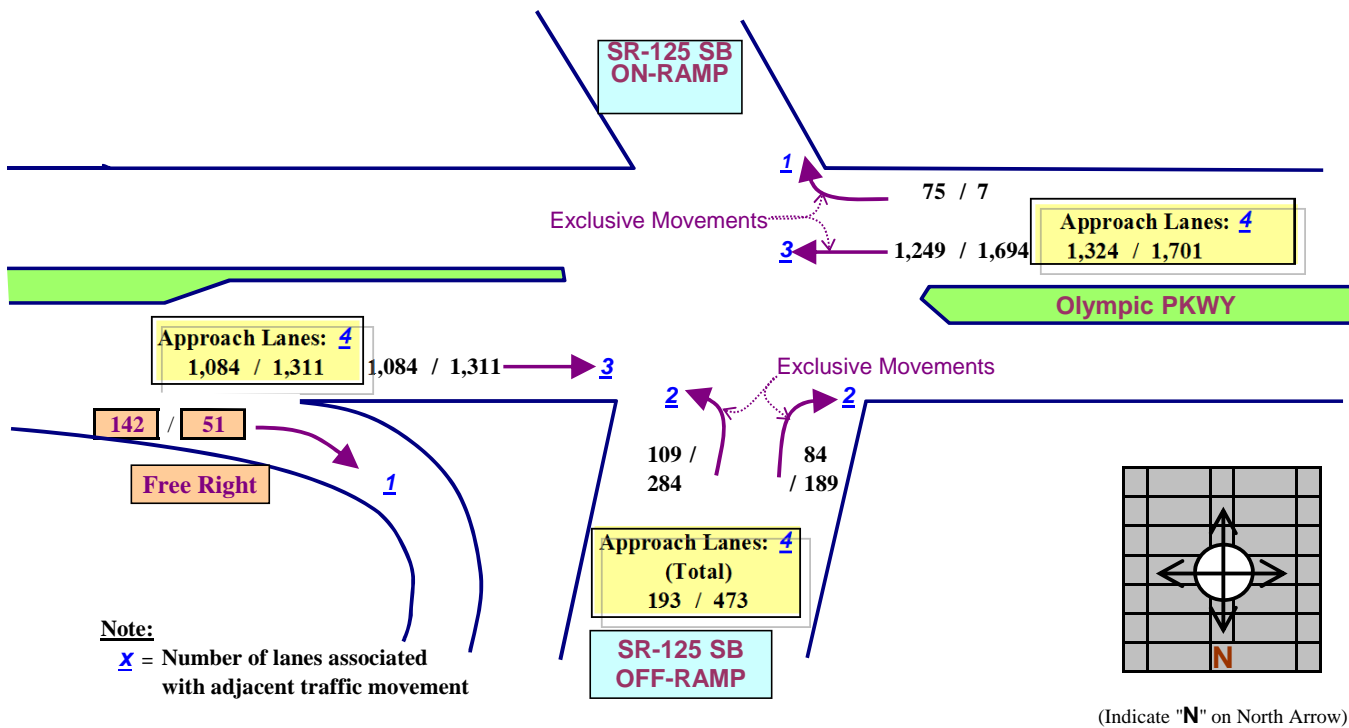 SR-125 SB
ON-RAMP
1
75 / 7
Exclusive Movements
3
1,249 / 1,694
Approach Lanes: 4
1,324 / 1,701
Olympic PKWY
Approach Lanes: 4
1,084 / 1,311
1,084 / 1,311
3
Exclusive Movements
2
2
142 / 51
Free Right
1
109 /
284
84
/ 189
Approach Lanes: 4
(Total)
193 / 473
SR-125 SB
OFF-RAMP
Note:
x = Number of lanes associated
with adjacent traffic movement
N
(Indicate "N" on North Arrow)